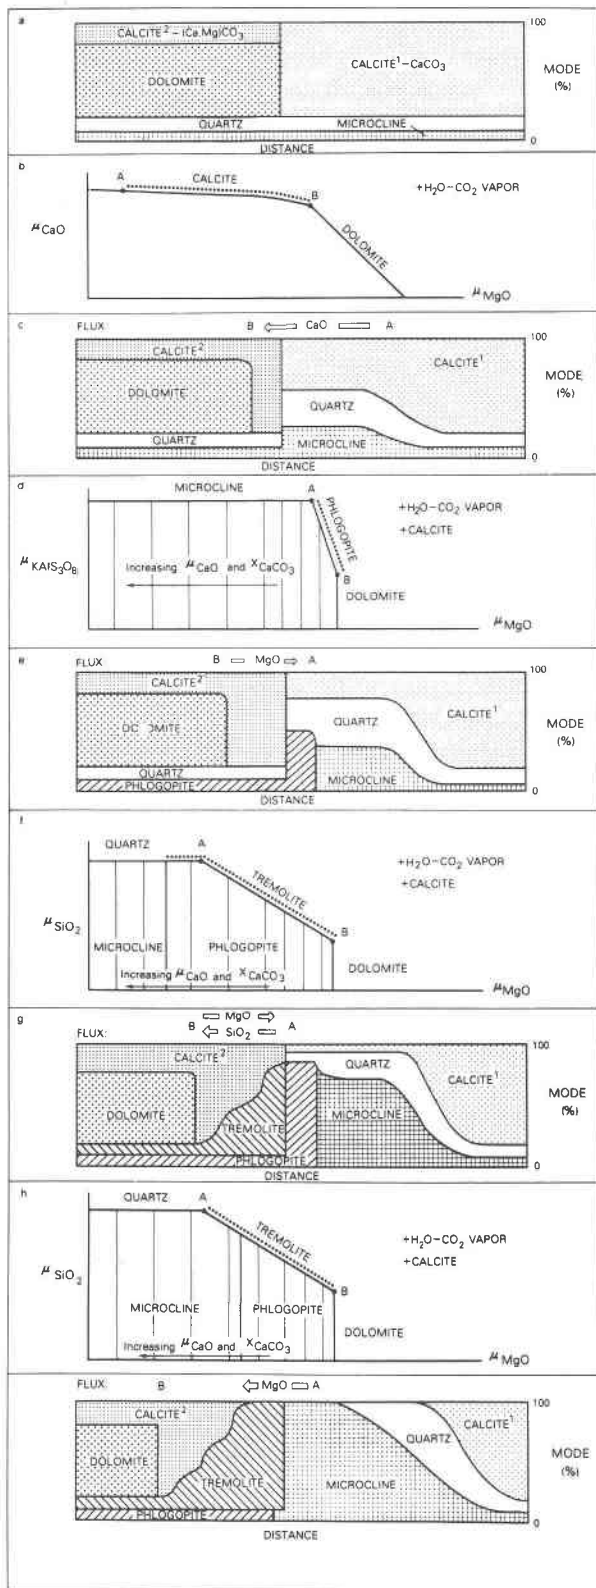 a
CALCITE² – (Ca,Mg)CO₃
100
DOLOMITE
CALCITE¹–CaCO₃
MODE
(%)
QUARTZ
MICROCLINE
0
DISTANCE
b
A
CALCITE
B
+H₂O–CO₂ VAPOR
μCaO
DOLOMITE
μMgO
c
FLUX:
B
CaO
A
CALCITE²
CALCITE¹
100
MODE
(%)
DOLOMITE
QUARTZ
QUARTZ
MICROCLINE
0
DISTANCE
d
MICROCLINE
A
+H₂O–CO₂ VAPOR
+CALCITE
PHLOGOPITE
μKAlS₃O₈
Increasing μCaO and XCaCO₃
B
DOLOMITE
μMgO
e
FLUX
B
MgO
A
CALCITE²
100
DO OMITE
QUARTZ
CALCITE¹
MODE
(%)
QUARTZ
MICROCLINE
PHLOGOPITE
0
DISTANCE
f
QUARTZ
A
+H₂O–CO₂ VAPOR
+CALCITE
TREMOLITE
μSiO₂
B
MICROCLINE
PHLOGOPITE
DOLOMITE
Increasing μCaO and XCaCO₃
μMgO
g
MgO
FLUX:
B
SiO₂
A
CALCITE²
100
QUARTZ
CALCITE¹
MODE
(%)
DOLOMITE
TREMOLITE
MICROCLINE
PHLOGOPITE
0
DISTANCE
h
QUARTZ
A
TREMOLITE
+H₂O–CO₂ VAPOR
+CALCITE
μSiO₂
B
MICROCLINE
PHLOGOPITE
DOLOMITE
Increasing μCaO and XCaCO₃
μMgO
FLUX:
B
MgO
A
CALCITE²
CALCITE¹
100
DOLOMITE
QUARTZ
MODE
(%)
TREMOLITE
MICROCLINE
PHLOGOPITE
0
DISTANCE